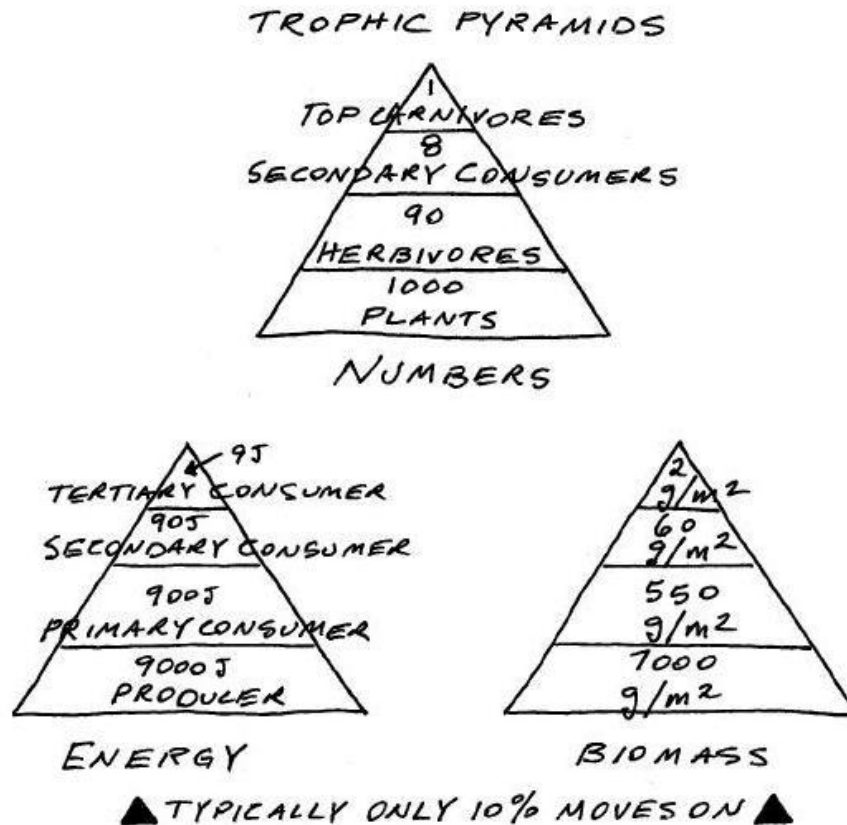 TROPHIC PYRAMIDS
1
TOP CARNIVORES
8
SECONDARY CONSUMERS
90
HERBIVORES
1000
PLANTS
NUMBERS
9J
TERTIARY CONSUMER
90J
SECONDARY CONSUMER
900J
PRIMARY CONSUMER
9000J
PRODUCER
ENERGY
2
g/m2
60
g/m2
550
g/m2
7000
g/m2
BIOMASS
▲ TYPICALLY ONLY 10% MOVES ON ▲